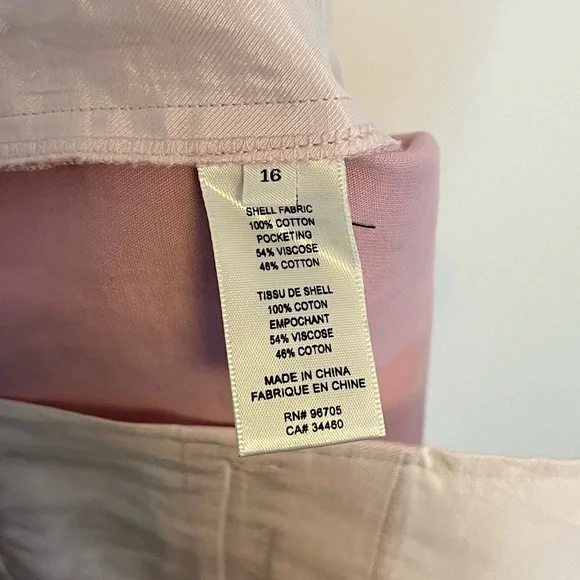 16
SHELL FABRIC
100% COTTON
POCKETING
54% VISCOSE
46% COTTON
TISSU DE SHELL
100% COTON
EMPOCHANT
54% VISCOSE
46% COTON
MADE IN CHINA
FABRIQUE EN CHINE
RN# 96705
CA# 34460